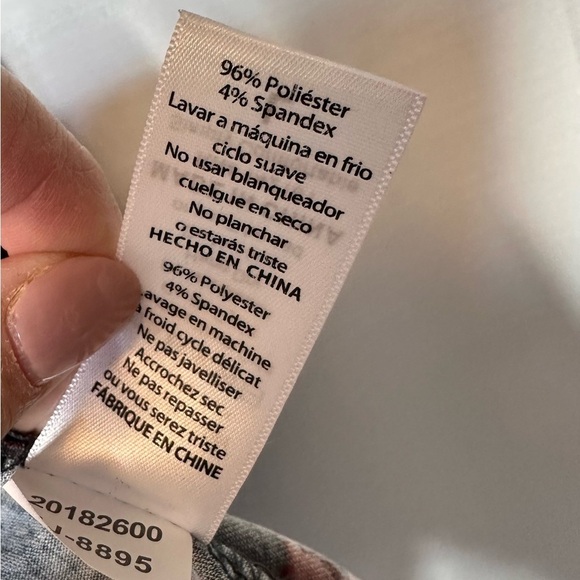 96% Poliéster
4% Spandex
Lavar a máquina en frio
ciclo suave
No usar blanqueador
cuelgue en seco
No planchar
o estarás triste
HECHO EN CHINA
96% Polyester
4% Spandex
Lavage en machine
à froid cycle délicat
Ne pas javelliser
Accrochez sec
Ne pas repasser
ou vous serez triste
FABRIQUE EN CHINE
20182600
-8895